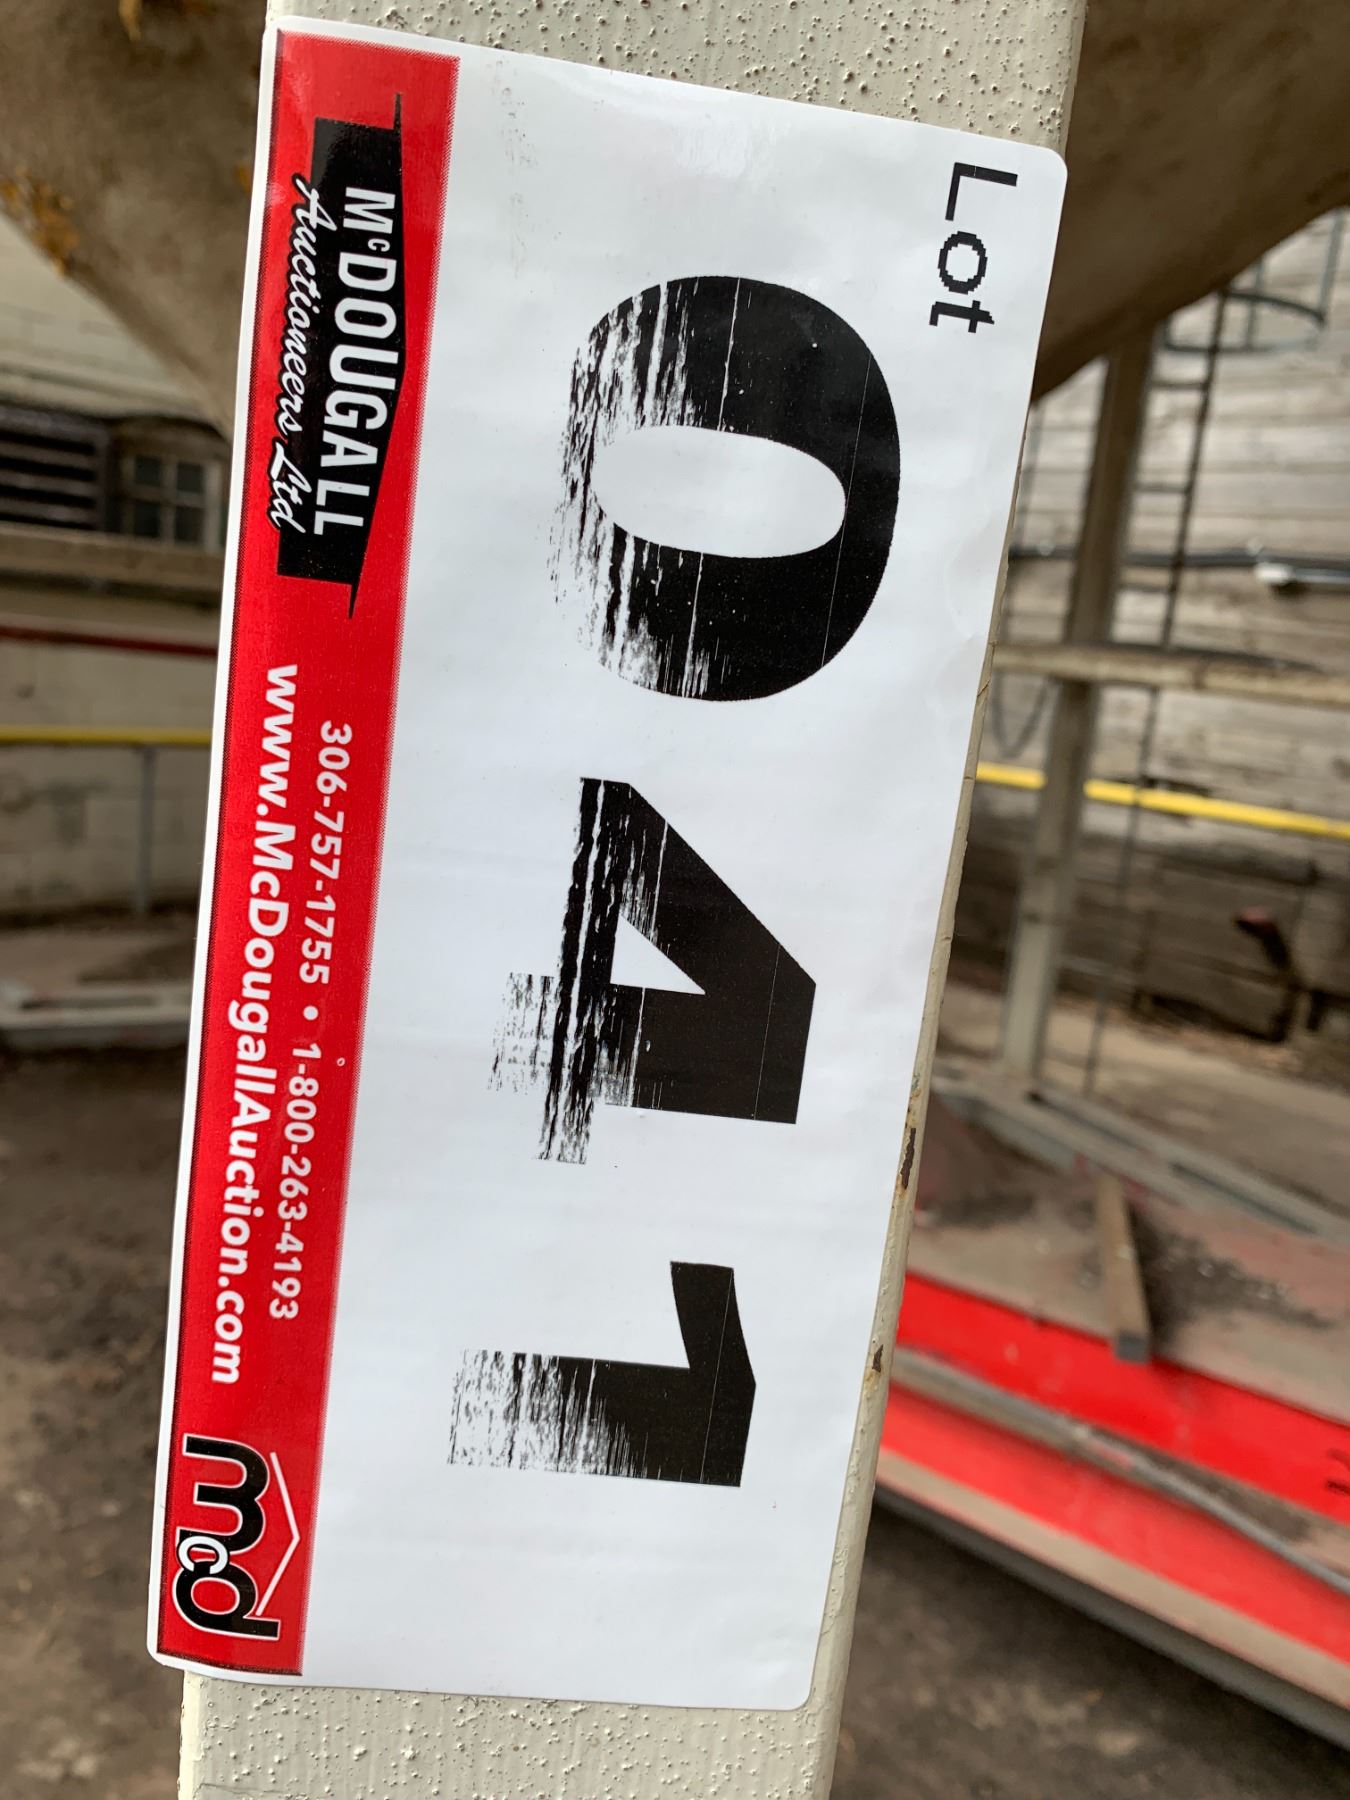 Lot
041
McDOUGALL
Auctioneers Ltd
306-757-1755 • 1-800-263-4193
www.McDougallAuction.com
mcd